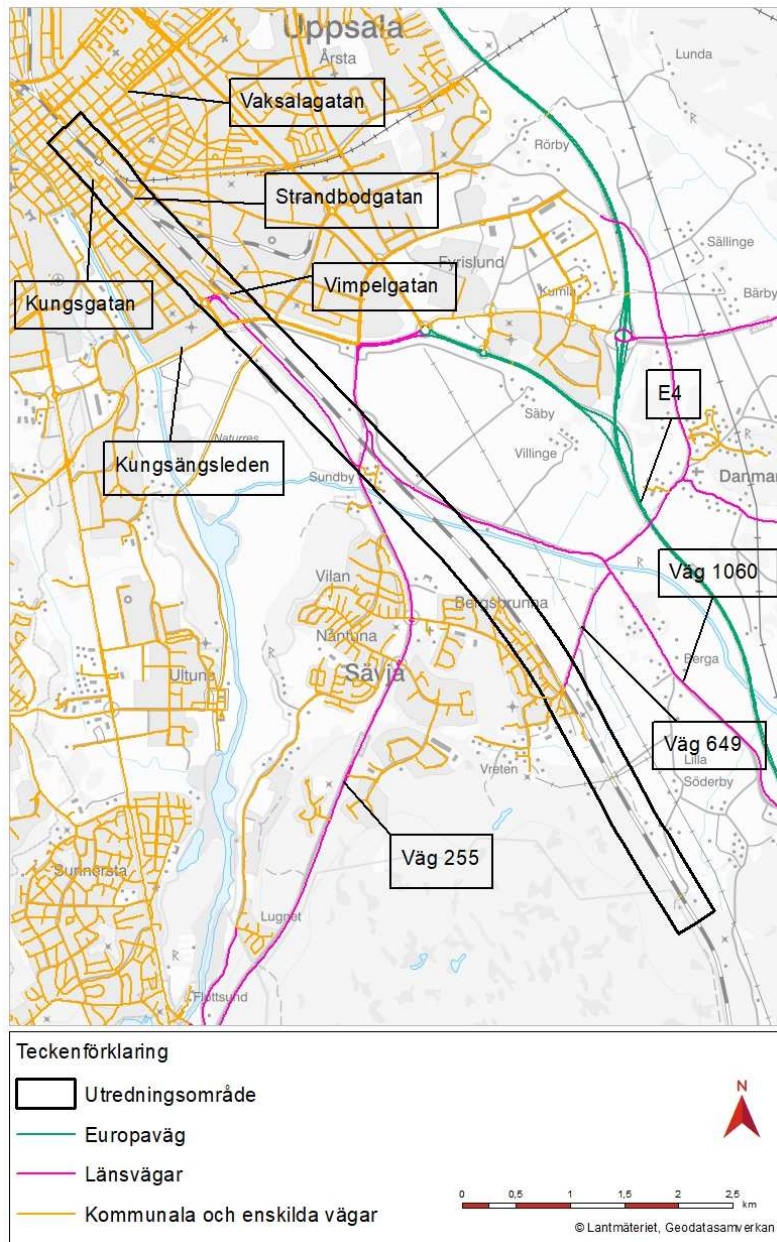 Uppsala
Årsta
Lunda
Vaksalagatan
Rörby
Strandbodgatan
Sällinge
Fyrislund
Vimpelgatan
Kumla
Bärby
Kungsgatan
E4
Säby
Villinge
Danmar
Kungsängsleden
Naturres
Sundby
Vilan
Bergsbrunna
Väg 1060
Nåntuna
Berga
Ultuna
Sävja
Väg 649
Vreten
Lilla
Söderby
Väg 255
Sunnersta
Lugnet
Flottsund
Teckenförklaring
Utredningsområde
N
Europaväg
Länsvägar
0 0,5 1 1,5 2 2,5
km
Kommunala och enskilda vägar
© Lantmäteriet, Geodatasamverkan